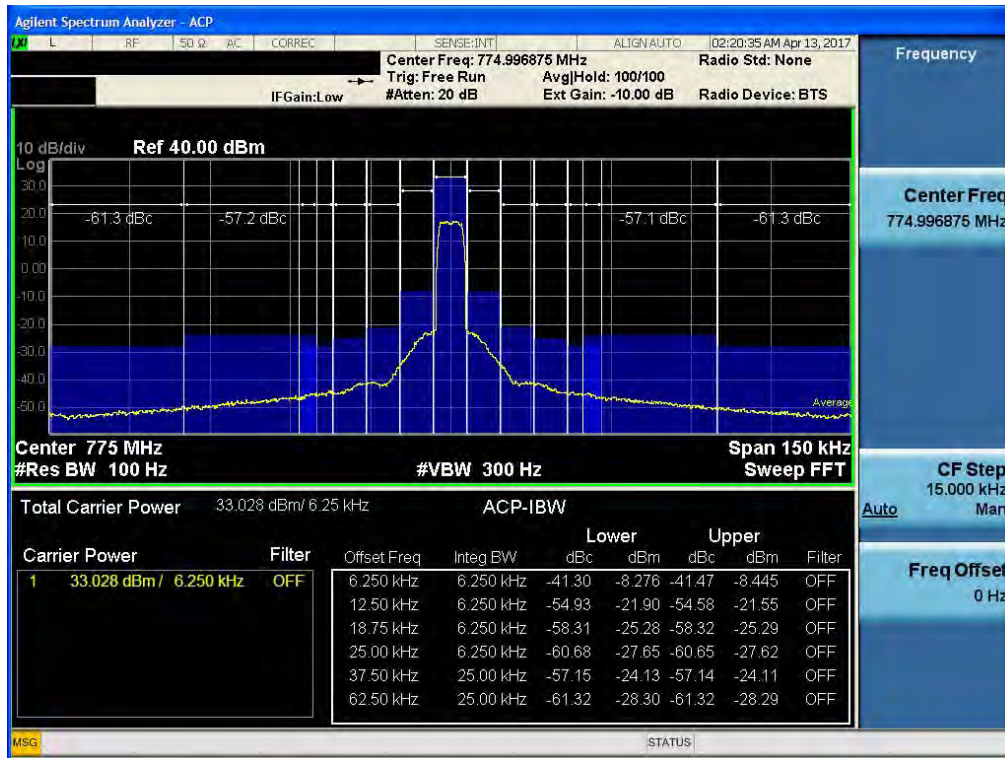 Agilent Spectrum Analyzer - ACP
LXI L RF 50 Ω AC CORREC SENSE:INT ALIGN AUTO 02:20:35 AM Apr 13, 2017
Center Freq: 774.996875 MHz Radio Std: None
Trig: Free Run Avg|Hold: 100/100
IFGain:Low #Atten: 20 dB Ext Gain: -10.00 dB Radio Device: BTS
10 dB/div Ref 40.00 dBm
Log
30.0
20.0
10.0
0.00
-10.0
-20.0
-30.0
-40.0
-50.0
-61.3 dBc -57.2 dBc -57.1 dBc -61.3 dBc
Average
Center 775 MHz Span 150 kHz
#Res BW 100 Hz #VBW 300 Hz Sweep FFT
Total Carrier Power 33.028 dBm/ 6.25 kHz ACP-IBW
Lower Upper
Carrier Power Filter Offset Freq Integ BW dBc dBm dBc dBm Filter
1 33.028 dBm / 6.250 kHz OFF 6.250 kHz 6.250 kHz -41.30 -8.276 -41.47 -8.445 OFF
12.50 kHz 6.250 kHz -54.93 -21.90 -54.58 -21.55 OFF
18.75 kHz 6.250 kHz -58.31 -25.28 -58.32 -25.29 OFF
25.00 kHz 6.250 kHz -60.68 -27.65 -60.65 -27.62 OFF
37.50 kHz 25.00 kHz -57.15 -24.13 -57.14 -24.11 OFF
62.50 kHz 25.00 kHz -61.32 -28.30 -61.32 -28.29 OFF
Frequency
Center Freq
774.996875 MHz
CF Step
15.000 kHz
Auto Man
Freq Offset
0 Hz
MSG STATUS